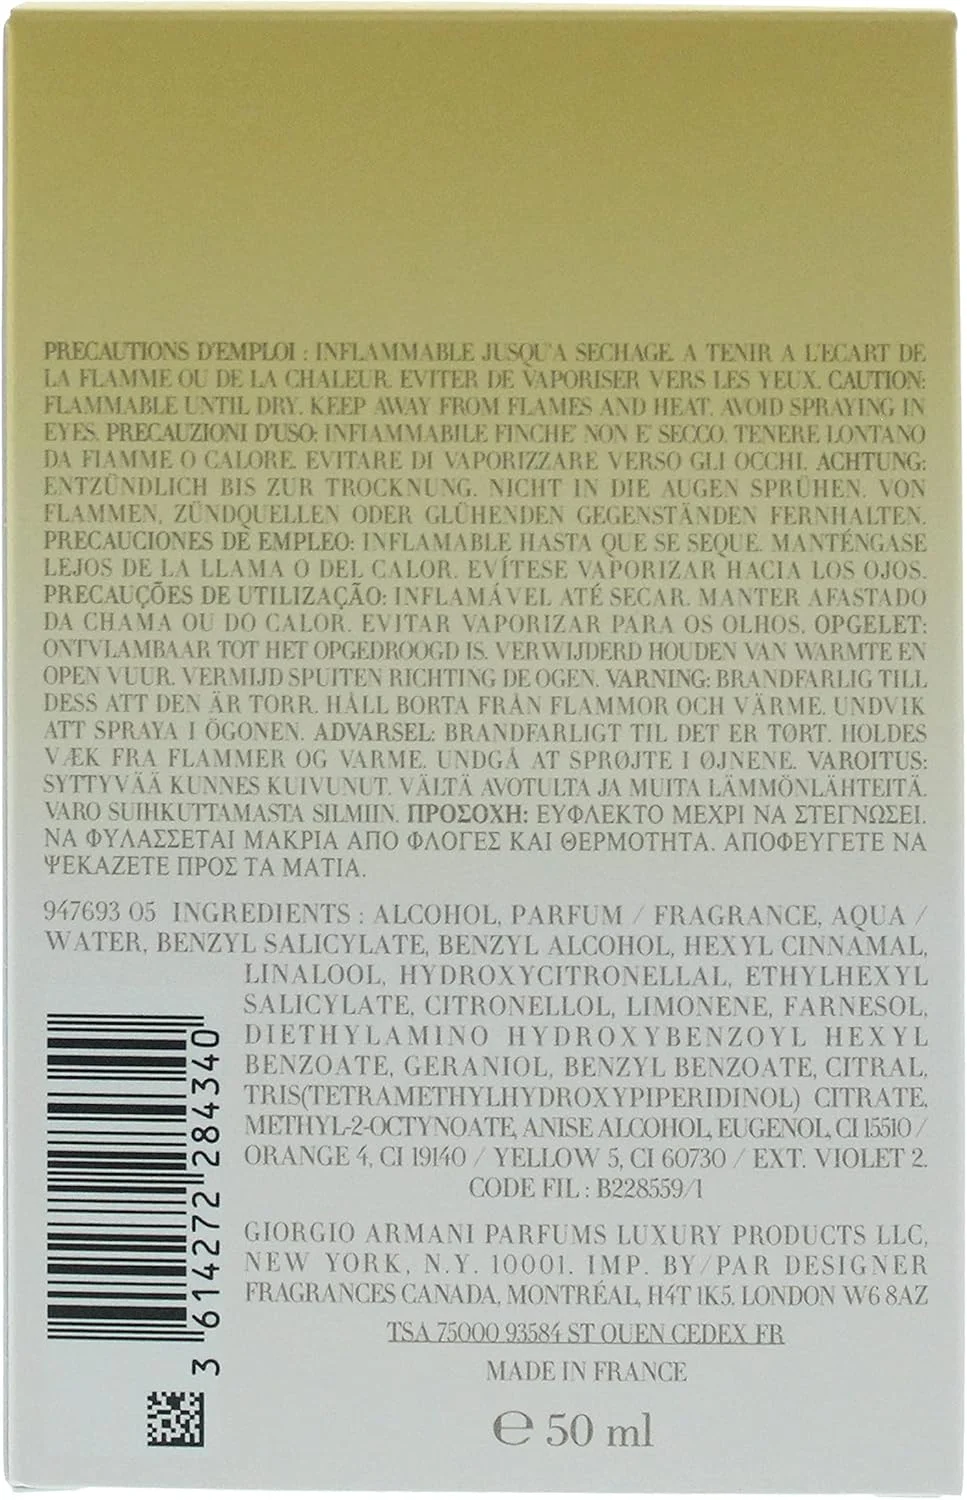 PRECAUTIONS D'EMPLOI : INFLAMMABLE JUSQU'A SECHAGE. A TENIR A L'ECART DE
LA FLAMME OU DE LA CHALEUR. EVITER DE VAPORISER VERS LES YEUX. CAUTION:
FLAMMABLE UNTIL DRY. KEEP AWAY FROM FLAMES AND HEAT. AVOID SPRAYING IN
EYES. PRECAUZIONI D'USO: INFIAMMABILE FINCHE' NON E' SECCO. TENERE LONTANO
DA FIAMME O CALORE. EVITARE DI VAPORIZZARE VERSO GLI OCCHI. ACHTUNG:
ENTZÜNDLICH BIS ZUR TROCKNUNG. NICHT IN DIE AUGEN SPRÜHEN. VON
FLAMMEN, ZÜNDQUELLEN ODER GLÜHENDEN GEGENSTÄNDEN FERNHALTEN.
PRECAUCIONES DE EMPLEO: INFLAMABLE HASTA QUE SE SEQUE. MANTÉNGASE
LEJOS DE LA LLAMA O DEL CALOR. EVÍTESE VAPORIZAR HACIA LOS OJOS.
PRECAUÇÕES DE UTILIZAÇÃO: INFLAMÁVEL ATÉ SECAR. MANTER AFASTADO
DA CHAMA OU DO CALOR. EVITAR VAPORIZAR PARA OS OLHOS. OPGELET:
ONTVLAMBAAR TOT HET OPGEDROOGD IS. VERWIJDERD HOUDEN VAN WARMTE EN
OPEN VUUR. VERMIJD SPUITEN RICHTING DE OGEN. VARNING: BRANDFARLIG TILL
DESS ATT DEN ÄR TORR. HÅLL BORTA FRÅN FLAMMOR OCH VÄRME. UNDVIK
ATT SPRAYA I ÖGONEN. ADVARSEL: BRANDFARLIGT TIL DET ER TØRT. HOLDES
VÆK FRA FLAMMER OG VARME. UNDGÅ AT SPRØJTE I ØJNENE. VAROITUS:
SYTTYVÄÄ KUNNES KUIVUNUT. VÄLTÄ AVOTULTA JA MUITA LÄMMÖNLÄHTEITÄ.
VARO SUIHKUTTAMASTA SILMIIN. ΠΡΟΣΟΧΗ: ΕΥΦΛΕΚΤΟ ΜΕΧΡΙ ΝΑ ΣΤΕΓΝΩΣΕΙ.
ΝΑ ΦΥΛΑΣΣΕΤΑΙ ΜΑΚΡΙΑ ΑΠΟ ΦΛΟΓΕΣ ΚΑΙ ΘΕΡΜΟΤΗΤΑ. ΑΠΟΦΕΥΓΕΤΕ ΝΑ
ΨΕΚΑΖΕΤΕ ΠΡΟΣ ΤΑ ΜΑΤΙΑ.
947693 05 INGREDIENTS : ALCOHOL, PARFUM / FRAGRANCE, AQUA /
WATER, BENZYL SALICYLATE, BENZYL ALCOHOL, HEXYL CINNAMAL,
LINALOOL, HYDROXYCITRONELLAL, ETHYLHEXYL
SALICYLATE, CITRONELLOL, LIMONENE, FARNESOL,
DIETHYLAMINO HYDROXYBENZOYL HEXYL
BENZOATE, GERANIOL, BENZYL BENZOATE, CITRAL,
TRIS(TETRAMETHYLHYDROXYPIPERIDINOL) CITRATE,
METHYL-2-OCTYNOATE, ANISE ALCOHOL, EUGENOL, CI 15510 /
ORANGE 4, CI 19140 / YELLOW 5, CI 60730 / EXT. VIOLET 2.
CODE FIL : B228559/1
GIORGIO ARMANI PARFUMS LUXURY PRODUCTS LLC,
NEW YORK, N.Y. 10001. IMP. BY/PAR DESIGNER
FRAGRANCES CANADA, MONTRÉAL, H4T 1K5. LONDON W6 8AZ
TSA 75000 93584 ST OUEN CEDEX FR
MADE IN FRANCE
℮ 50 ml
3 614272 284340